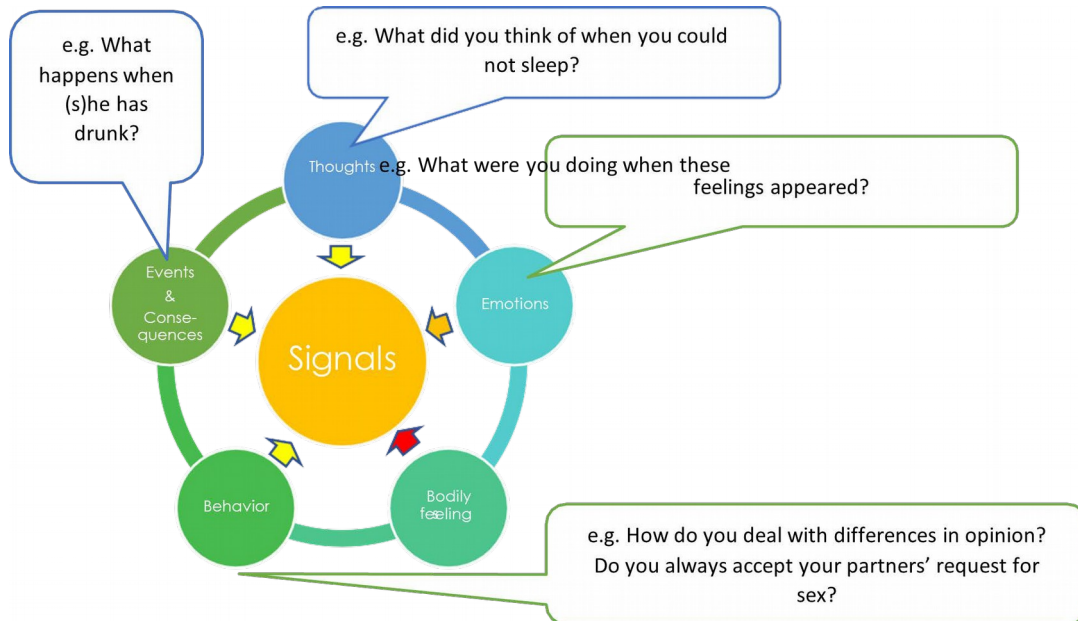 e.g. What
happens when
(s)he has
drunk?
e.g. What did you think of when you could
not sleep?
Thoughts
e.g. What were you doing when these
feelings appeared?
Events
&
Conse-
quences
Emotions
Signals
Behavior
Bodily
feelings
e.g. How do you deal with differences in opinion?
Do you always accept your partners’ request for
sex?